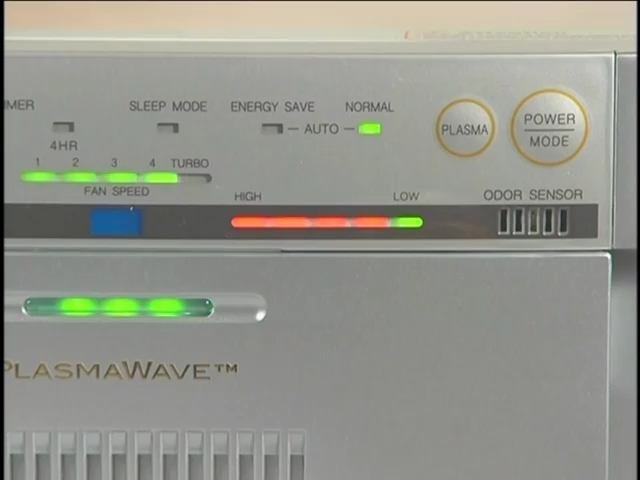 SLEEP MODE
ENERGY SAVE
NORMAL
4HR
— AUTO —
PLASMA
POWER
MODE
1 2 3 4 TURBO
FAN SPEED
HIGH
LOW
ODOR SENSOR
PLASMAWAVE™